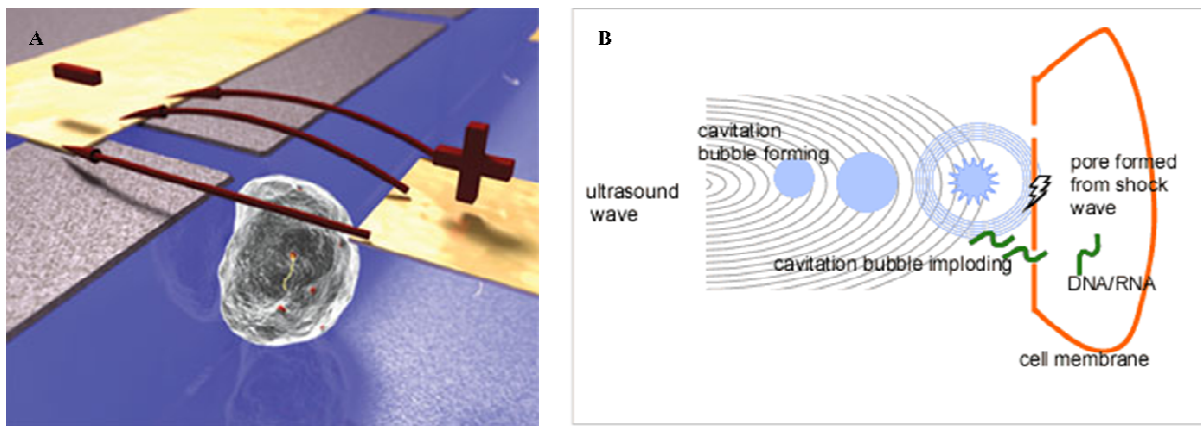 A
B
cavitation
bubble forming
ultrasound
wave
pore formed
from shock
wave
cavitation bubble imploding
DNA/RNA
cell membrane